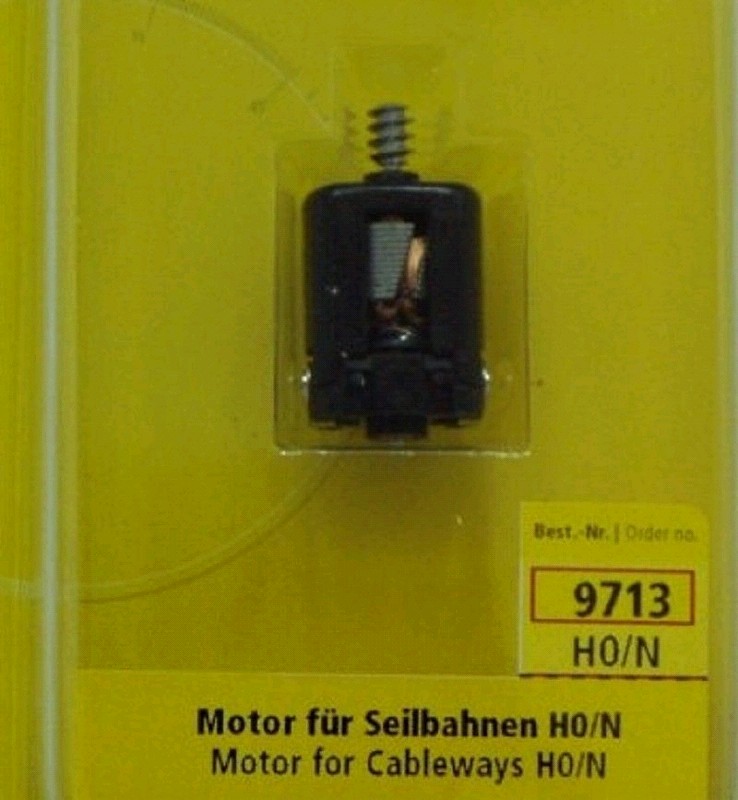 Best.-Nr. | Order no.
9713
H0/N
Motor für Seilbahnen H0/N
Motor for Cableways H0/N